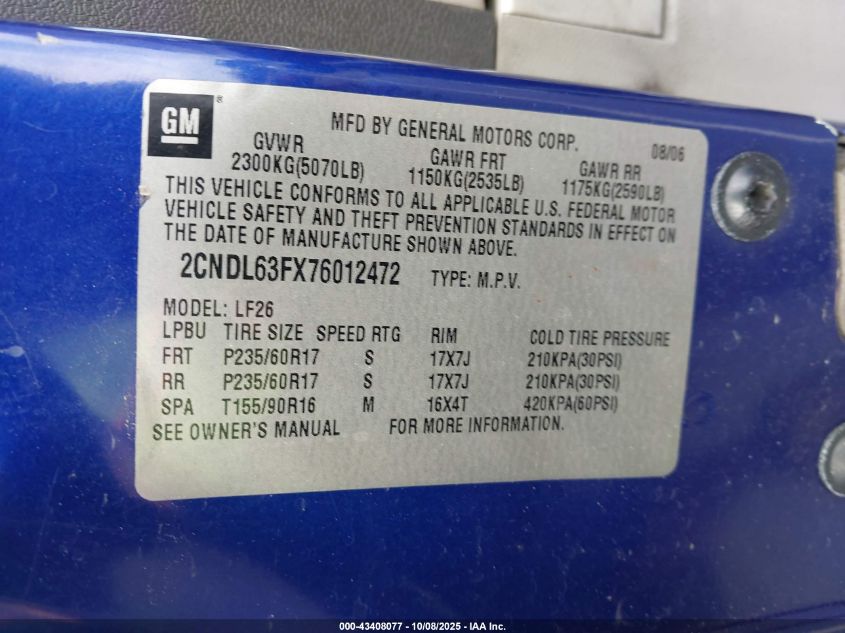 GM ®
MFD BY GENERAL MOTORS CORP. 08/06
GVWR GAWR FRT GAWR RR
2300KG(5070LB) 1150KG(2535LB) 1175KG(2590LB)
THIS VEHICLE CONFORMS TO ALL APPLICABLE U.S. FEDERAL MOTOR
VEHICLE SAFETY AND THEFT PREVENTION STANDARDS IN EFFECT ON
THE DATE OF MANUFACTURE SHOWN ABOVE.
2CNDL63FX76012472 TYPE: M.P.V.
MODEL: LF26
LPBU TIRE SIZE SPEED RTG RIM COLD TIRE PRESSURE
FRT P235/60R17 S 17X7J 210KPA(30PSI)
RR P235/60R17 S 17X7J 210KPA(30PSI)
SPA T155/90R16 M 16X4T 420KPA(60PSI)
SEE OWNER'S MANUAL FOR MORE INFORMATION.
000-43408077 - 10/08/2025 - IAA Inc.